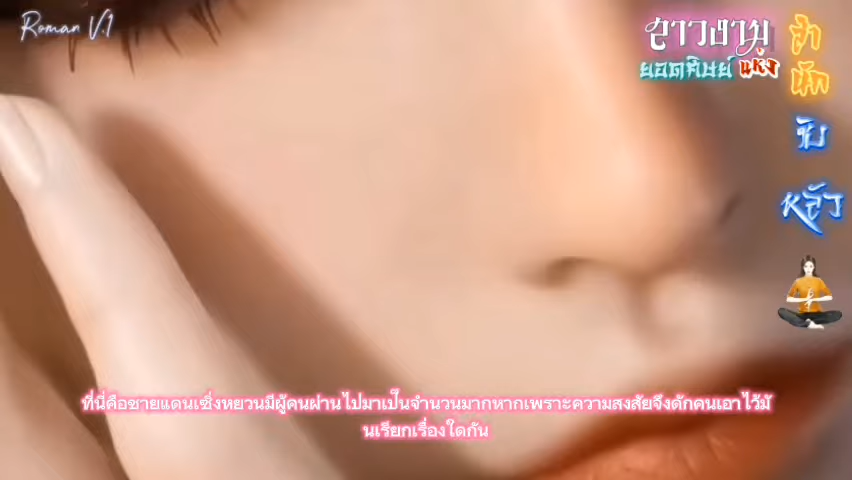 Roman V.1
สาวงาม
ยอดศิษย์แห่ง
สำ
นัก
จิ่ว
หลัว
ที่นี่คือชายแดนเซิ่งหยวนมีผู้คนผ่านไปมาเป็นจำนวนมากหากเพราะความสงสัยจึงดักคนเอาไว้มั
นเรียกเรื่องใดกัน